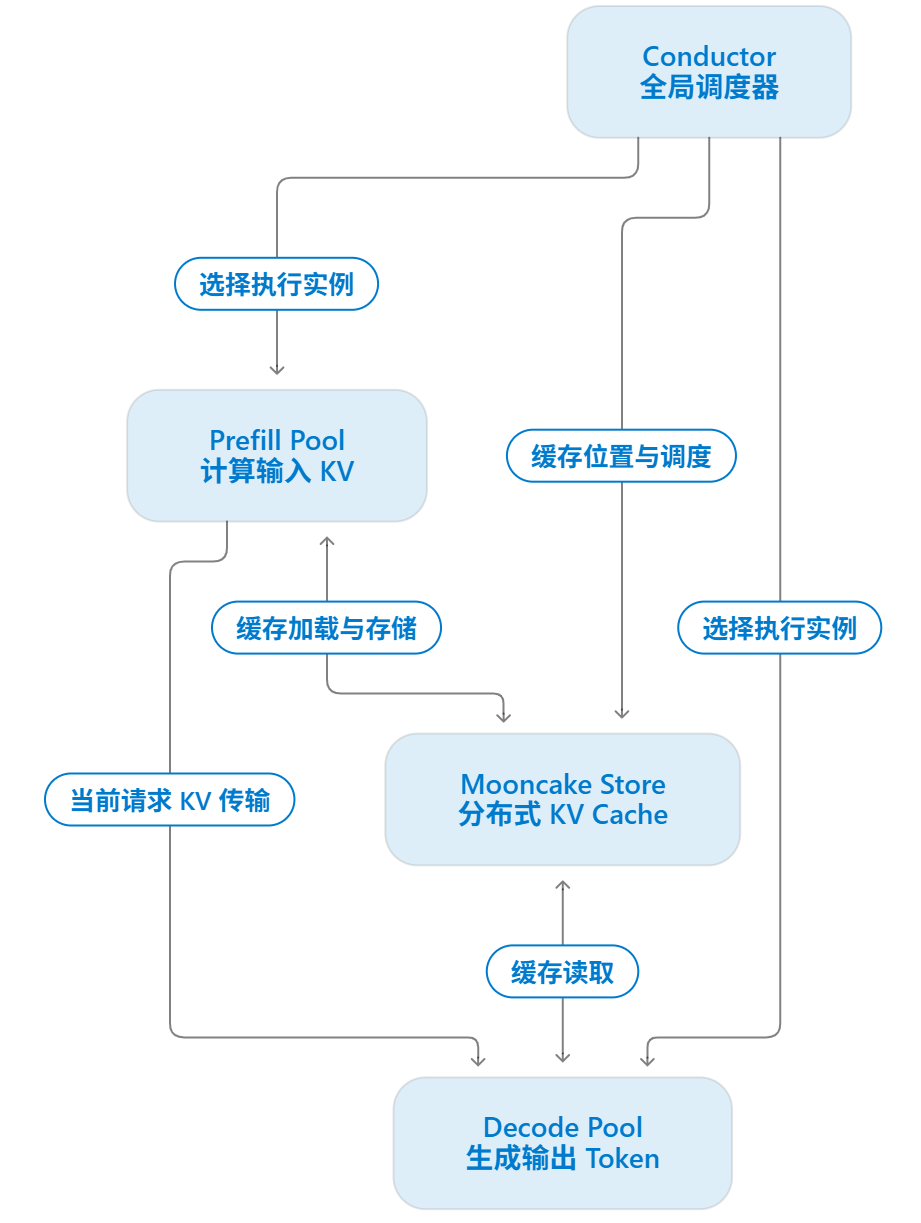 Conductor
全局调度器
选择执行实例
Prefill Pool
计算输入 KV
缓存位置与调度
缓存加载与存储
选择执行实例
Mooncake Store
分布式 KV Cache
当前请求 KV 传输
缓存读取
Decode Pool
生成输出 Token